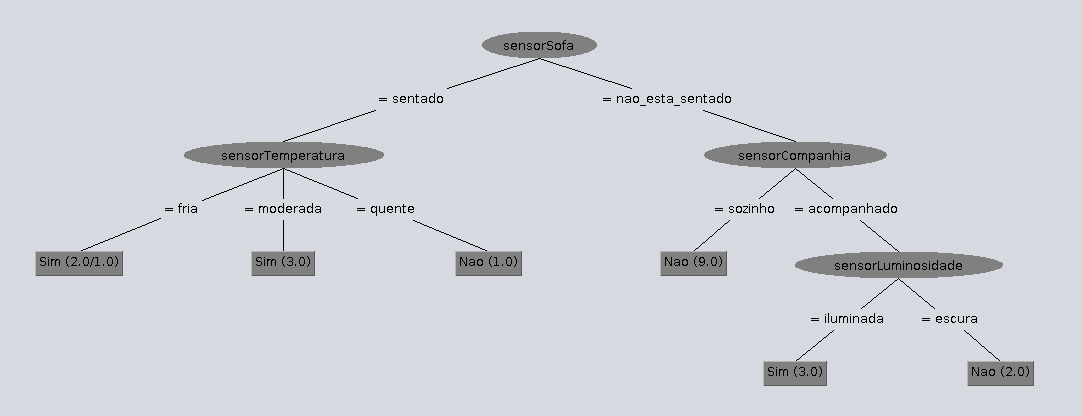 sensorSofa
= sentado
= nao_esta_sentado
sensorTemperatura
sensorCompanhia
= fria
= moderada
= quente
= sozinho
= acompanhado
Sim (2.0/1.0)
Sim (3.0)
Nao (1.0)
Nao (9.0)
sensorLuminosidade
= iluminada
= escura
Sim (3.0)
Nao (2.0)